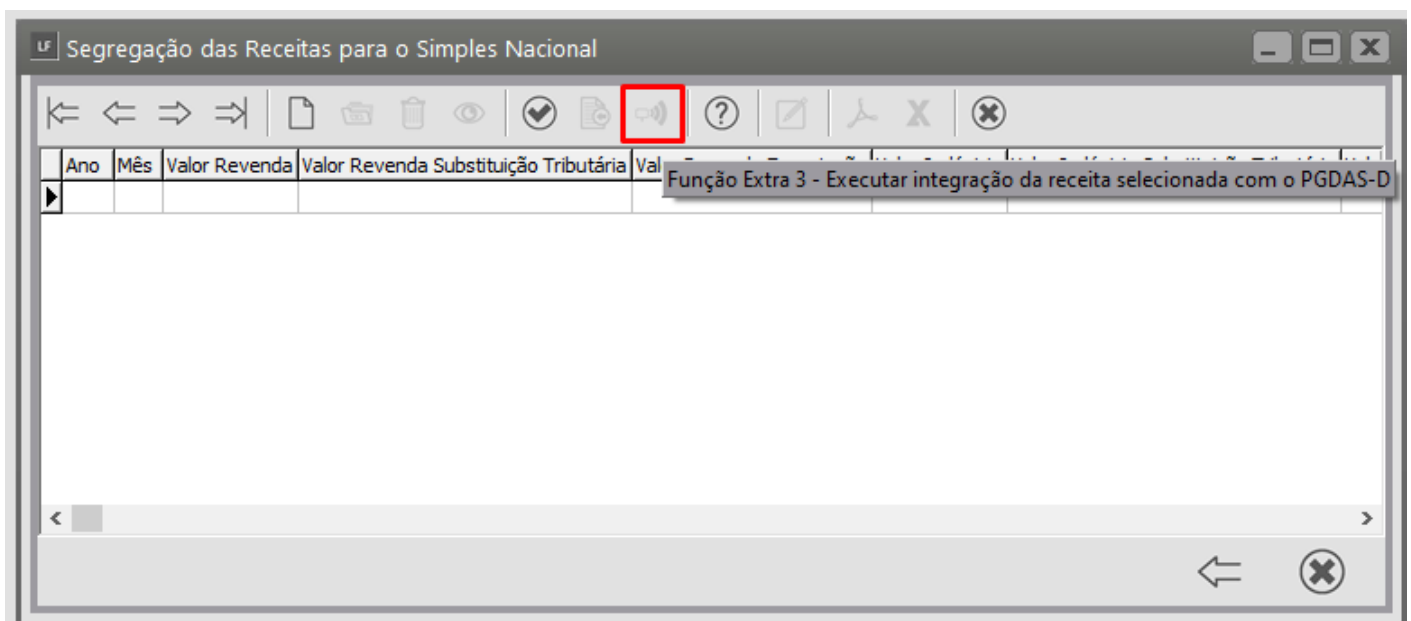 LF Segregação das Receitas para o Simples Nacional
Ano Mês Valor Revenda Valor Revenda Substituição Tributária
Função Extra 3 - Executar integração da receita selecionada com o PGDAS-D